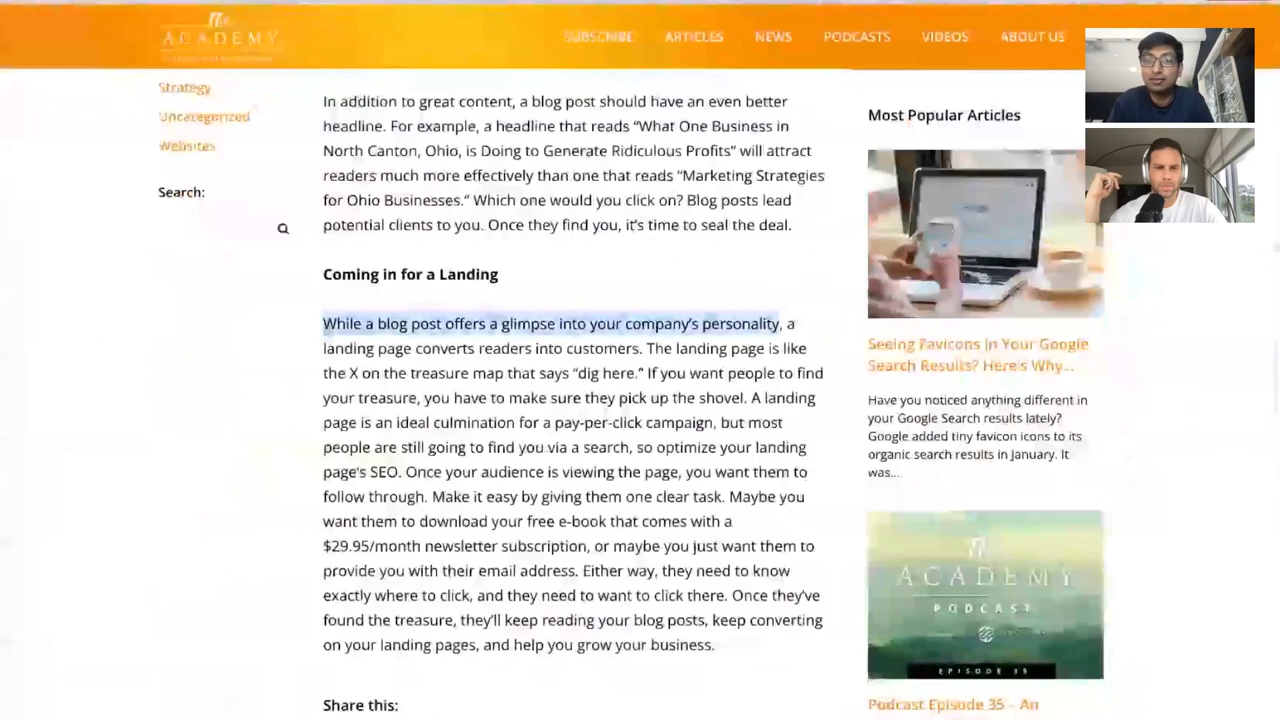 ACADEMY
SUBSCRIBE
ARTICLES
NEWS
PODCASTS
VIDEOS
ABOUT US
Strategy
Uncategorized
Websites
Search:
In addition to great content, a blog post should have an even better
headline. For example, a headline that reads “What One Business in
North Canton, Ohio, is Doing to Generate Ridiculous Profits” will attract
readers much more effectively than one that reads “Marketing Strategies
for Ohio Businesses.” Which one would you click on? Blog posts lead
potential clients to you. Once they find you, it’s time to seal the deal.
Coming in for a Landing
While a blog post offers a glimpse into your company’s personality, a
landing page converts readers into customers. The landing page is like
the X on the treasure map that says “dig here.” If you want people to find
your treasure, you have to make sure they pick up the shovel. A landing
page is an ideal culmination for a pay-per-click campaign, but most
people are still going to find you via a search, so optimize your landing
page’s SEO. Once your audience is viewing the page, you want them to
follow through. Make it easy by giving them one clear task. Maybe you
want them to download your free e-book that comes with a
$29.95/month newsletter subscription, or maybe you just want them to
provide you with their email address. Either way, they need to know
exactly where to click, and they need to want to click there. Once they’ve
found the treasure, they’ll keep reading your blog posts, keep converting
on your landing pages, and help you grow your business.
Share this:
Most Popular Articles
Seeing Favicons In Your Google
Search Results? Here’s Why...
Have you noticed anything different in
your Google Search results lately?
Google added tiny favicon icons to its
organic search results in January. It
was...
ACADEMY
PODCAST
EPISODE 35
Podcast Episode 35 – An